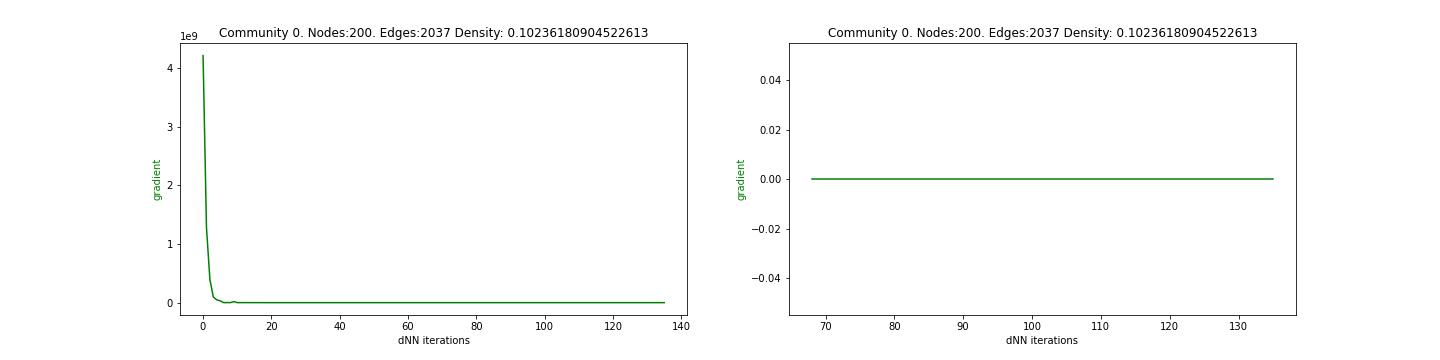 Community 0. Nodes:200. Edges:2037 Density: 0.10236180904522613
1e9
4
3
2
1
0
gradient
0 20 40 60 80 100 120 140
dNN iterations
Community 0. Nodes:200. Edges:2037 Density: 0.10236180904522613
0.04
0.02
0.00
−0.02
−0.04
gradient
70 80 90 100 110 120 130
dNN iterations